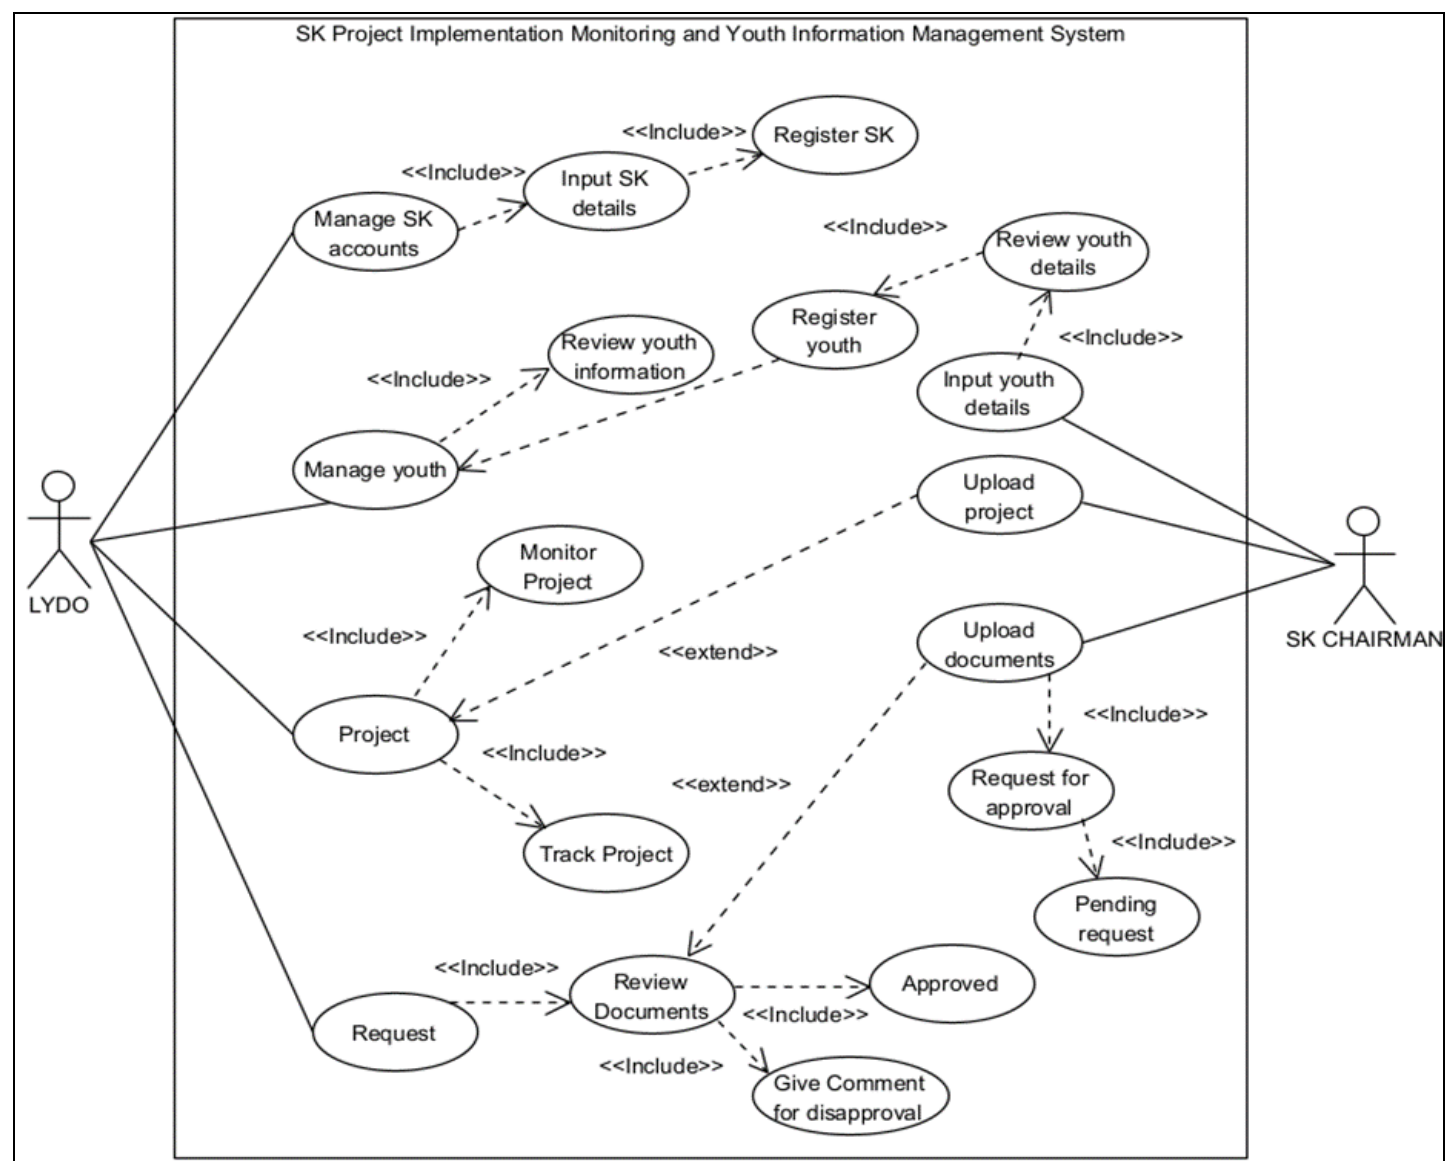 SK Project Implementation Monitoring and Youth Information Management System
<<Include>>
Register SK
<<Include>>
Input SK
details
Manage SK
accounts
<<Include>>
Review youth
details
Register
youth
<<Include>>
Review youth
information
<<Include>>
Input youth
details
Manage youth
Upload
project
Monitor
Project
LYDO
<<Include>>
Upload
documents
SK CHAIRMAN
<<extend>>
<<Include>>
Project
<<Include>>
<<extend>>
Request for
approval
<<Include>>
Track Project
Pending
request
<<Include>>
Review
Documents
Approved
<<Include>>
Request
<<Include>>
Give Comment
for disapproval